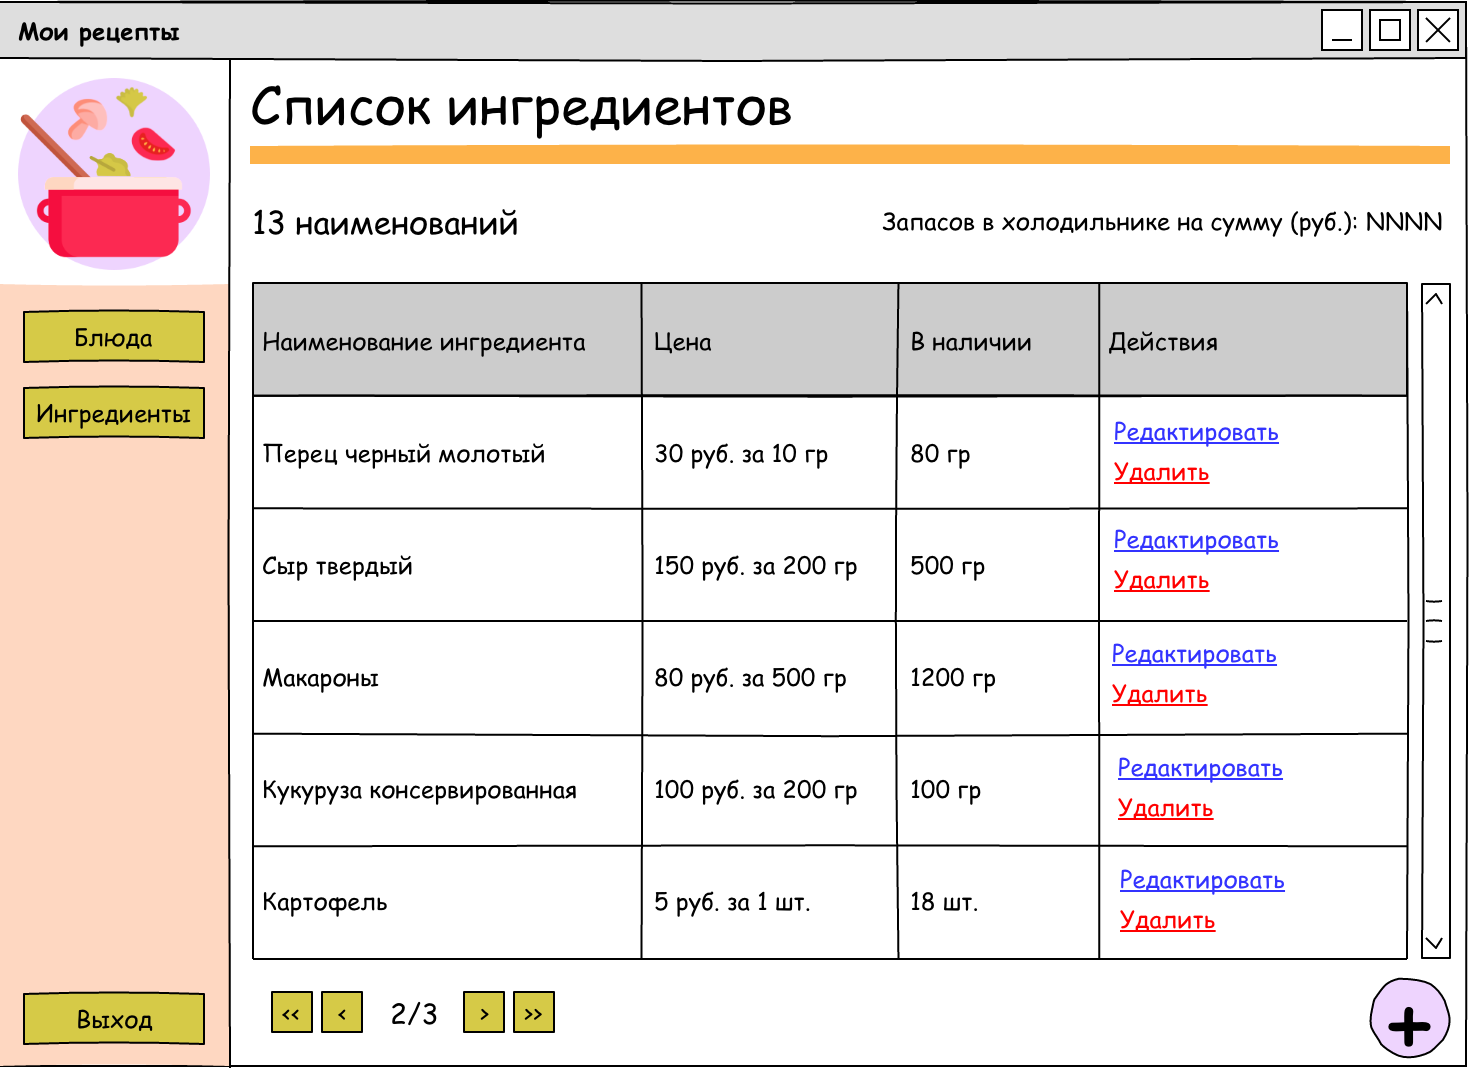 Мои рецепты
Список ингредиентов
13 наименований
Запасов в холодильнике на сумму (руб.): NNNN
Блюда
Ингредиенты
Выход
Наименование ингредиента Цена В наличии Действия
Перец черный молотый 30 руб. за 10 гр 80 гр Редактировать
Удалить
Сыр твердый 150 руб. за 200 гр 500 гр Редактировать
Удалить
Макароны 80 руб. за 500 гр 1200 гр Редактировать
Удалить
Кукуруза консервированная 100 руб. за 200 гр 100 гр Редактировать
Удалить
Картофель 5 руб. за 1 шт. 18 шт. Редактировать
Удалить
<< < 2/3 > >>
+